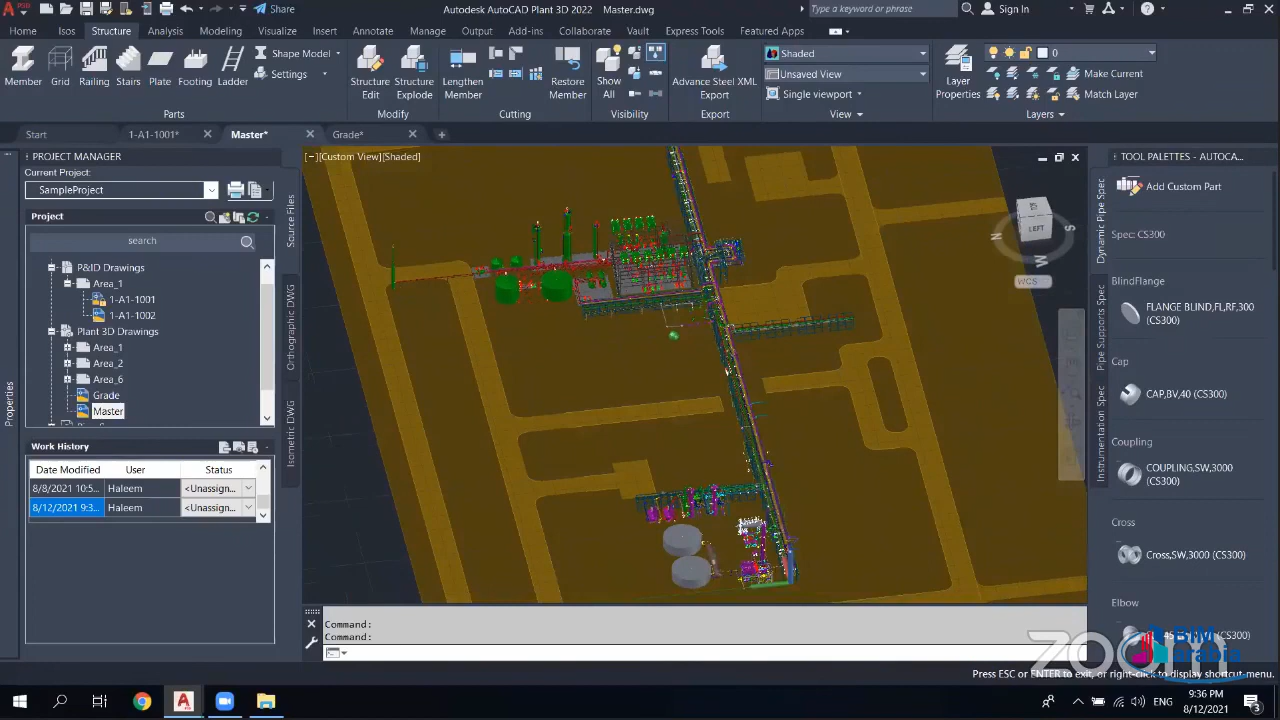 Share
Autodesk AutoCAD Plant 3D 2022   Master.dwg
Type a keyword or phrase
Sign In
Home Isos Structure Analysis Modeling Visualize Insert Annotate Manage Output Add-ins Collaborate Vault Express Tools Featured Apps
Member Grid Railing Stairs Plate Footing Ladder
Shape Model
Settings
Parts
Structure Edit
Structure Explode
Modify
Lengthen Member
Restore Member
Cutting
Show All
Visibility
Advance Steel XML Export
Export
Shaded
Unsaved View
Single viewport
View
Layer Properties
0
Make Current
Match Layer
Layers
Start 1-A1-1001* Master* Grade*
PROJECT MANAGER
Current Project:
SampleProject
Project
search
P&ID Drawings
Area_1
1-A1-1001
1-A1-1002
Plant 3D Drawings
Area_1
Area_2
Area_6
Grade
Master
Work History
Date Modified User Status
8/8/2021 10:5... Haleem <Unassign...
8/12/2021 9:3... Haleem <Unassign...
Properties
Source Files
Orthographic DWG
Isometric DWG
[−][Custom View][Shaded]
LEFT
N
W
S
WCS
Command:
Command:
TOOL PALETTES - AUTOCA...
Dynamic Pipe Spec
Pipe Supports Spec
Instrumentation Spec
Add Custom Part
Spec: CS300
BlindFlange
FLANGE BLIND,FL,RF,300 (CS300)
Cap
CAP,BV,40 (CS300)
Coupling
COUPLING,SW,3000 (CS300)
Cross
Cross,SW,3000 (CS300)
Elbow
(CS300)
zoom
BIM
arabia
Press ESC or ENTER to exit, or right-click to display shortcut-menu.
ENG
9:36 PM
8/12/2021
3